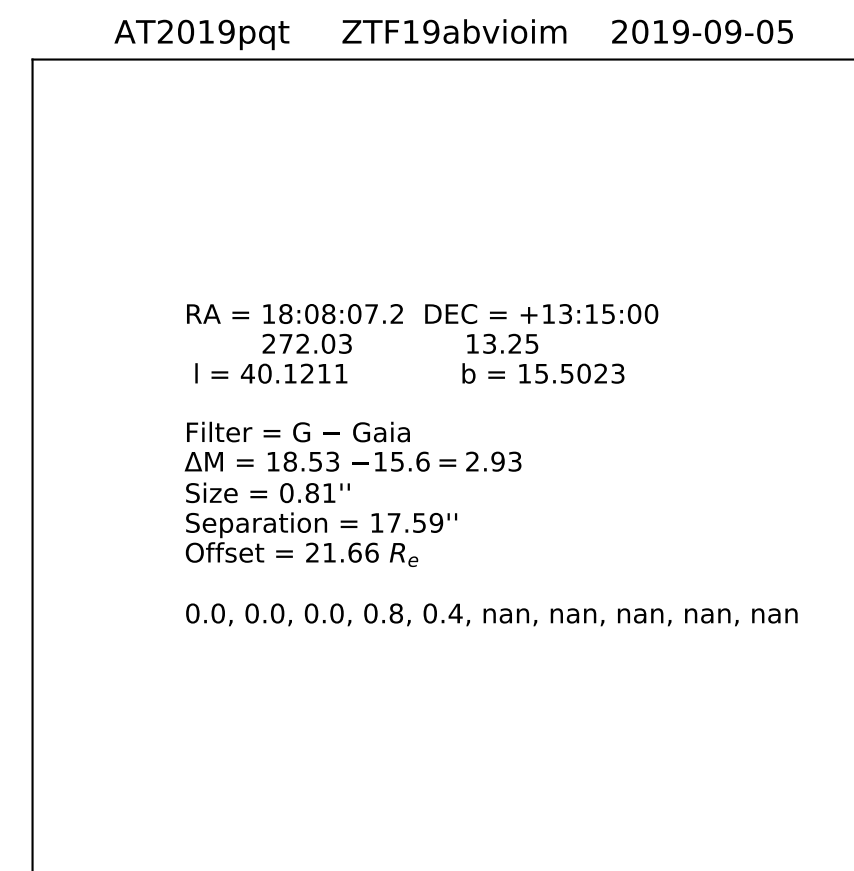 AT2019pqt ZTF19abvioim 2019-09-05
RA = 18:08:07.2 DEC = +13:15:00
272.03 13.25
l = 40.1211 b = 15.5023
Filter = G − Gaia
ΔM = 18.53 −15.6 = 2.93
Size = 0.81''
Separation = 17.59''
Offset = 21.66 Re
0.0, 0.0, 0.0, 0.8, 0.4, nan, nan, nan, nan, nan